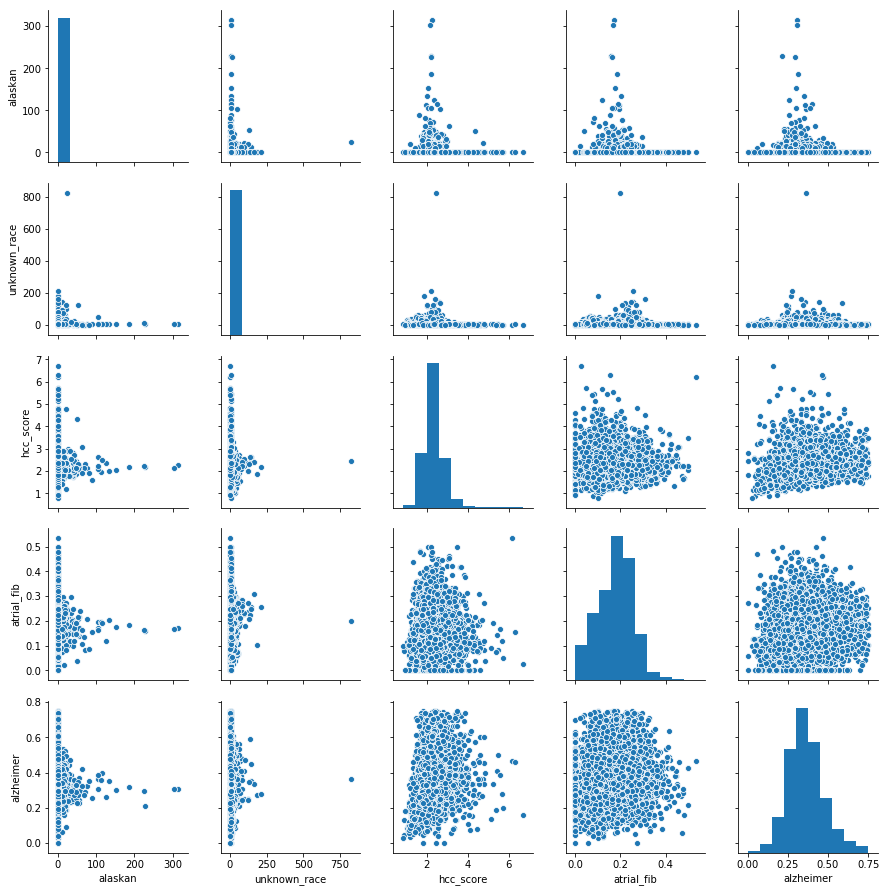 300
200
100
0
alaskan
800
600
400
200
0
unknown_race
7
6
5
4
3
2
1
hcc_score
0.5
0.4
0.3
0.2
0.1
0.0
atrial_fib
0.8
0.6
0.4
0.2
0.0
alzheimer
0 100 200 300
0 250 500 750
2 4 6
0.0 0.2 0.4
0.00 0.25 0.50 0.75
alaskan unknown_race hcc_score atrial_fib alzheimer